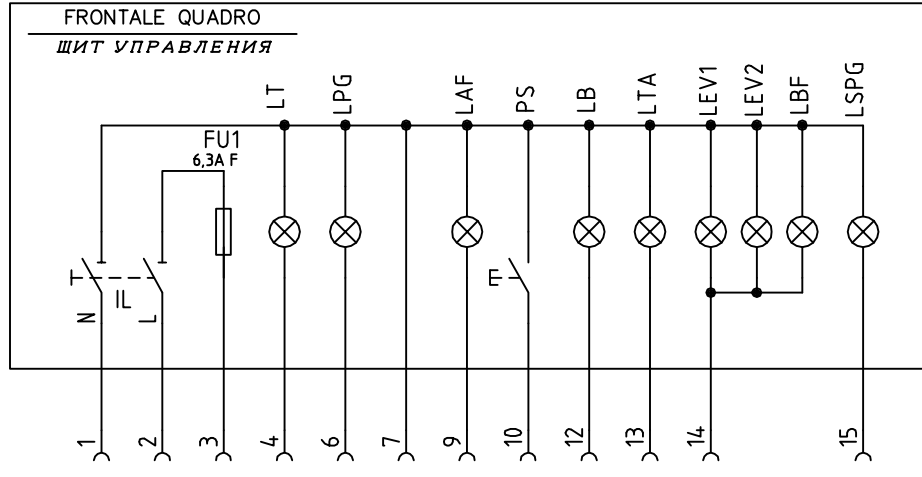 FRONTALE QUADRO
ЩИТ УПРАВЛЕНИЯ
LT
LPG
LAF
PS
LB
LTA
LEV1
LEV2
LBF
LSPG
FU1
6,3A F
IL
N
L
1
2
3
4
6
7
9
10
12
13
14
15